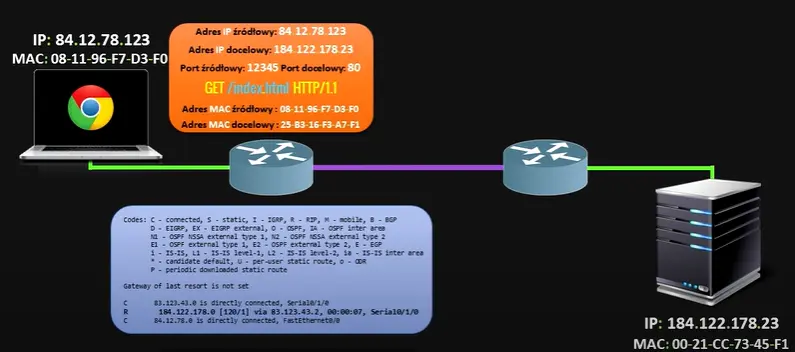 IP: 84.12.78.123
MAC: 08-11-96-F7-D3-F0
Adres IP źródłowy: 84.12.78.123
Adres IP docelowy: 184.122.178.23
Port źródłowy: 12345 Port docelowy: 80
GET /index.html HTTP/1.1
Adres MAC źródłowy : 08-11-96-F7-D3-F0
Adres MAC docelowy : 25-B3-16-F3-A7-F1
Codes: C - connected, S - static, I - IGRP, R - RIP, M - mobile, B - BGP
D - EIGRP, EX - EIGRP external, O - OSPF, IA - OSPF inter area
N1 - OSPF NSSA external type 1, N2 - OSPF NSSA external type 2
E1 - OSPF external type 1, E2 - OSPF external type 2, E - EGP
i - IS-IS, L1 - IS-IS level-1, L2 - IS-IS level-2, ia - IS-IS inter area
* - candidate default, U - per-user static route, o - ODR
P - periodic downloaded static route
Gateway of last resort is not set
C 83.123.43.0 is directly connected, Serial0/1/0
R 184.122.178.0 [120/1] via 83.123.43.2, 00:00:07, Serial0/1/0
C 84.12.78.0 is directly connected, FastEthernet0/0
IP: 184.122.178.23
MAC: 00-21-CC-73-45-F1